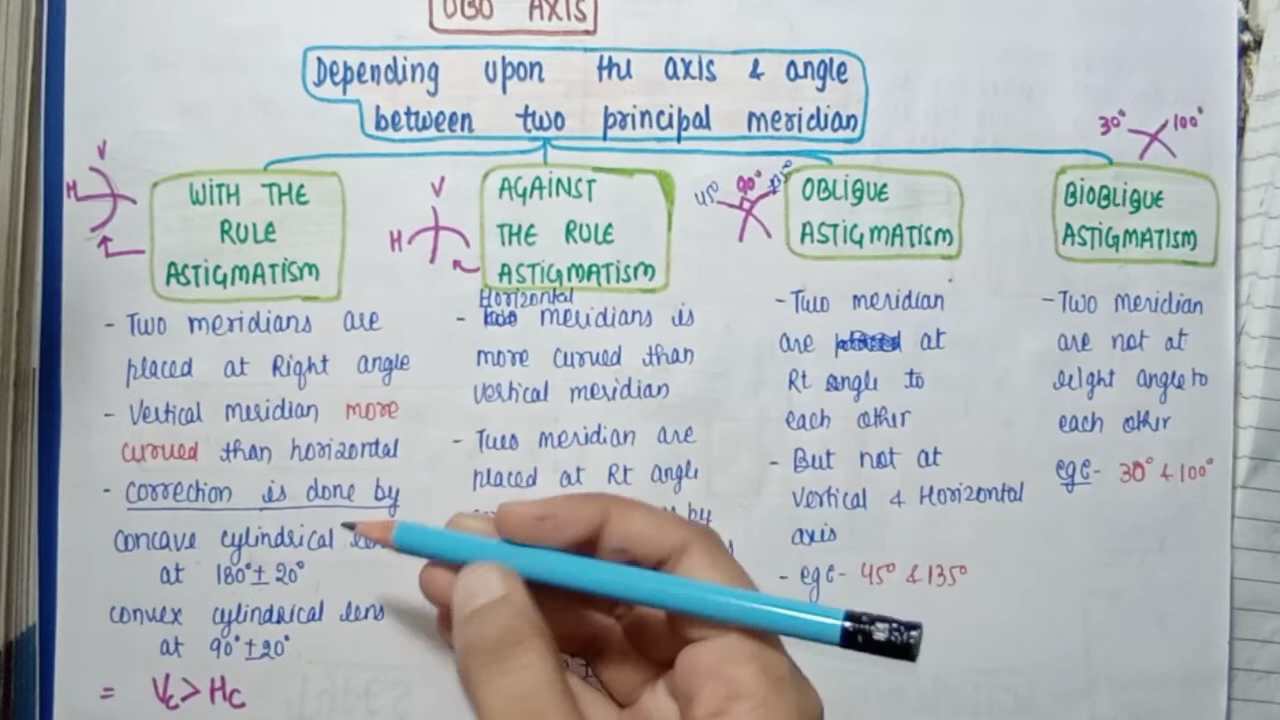 OBO AXIS
Depending upon the axis & angle
between two principal meridian
V
H
WITH THE
RULE
ASTIGMATISM
- Two meridians are
placed at Right angle
- Vertical meridian more
curved than horizontal
- correction is done by
concave cylindrical
at 180° ± 20°
convex cylindrical lens
at 90° ± 20°
= Vc > Hc
V
H
AGAINST
THE RULE
ASTIGMATISM
Horizontal
- meridians is
more curved than
vertical meridian
- Two meridian are
placed at Rt angle
by
45° 90° 135°
OBLIQUE
ASTIGMATISM
- Two meridian
are at
Rt angle to
each other
- But not at
Vertical & Horizontal
axis
- eg:- 45° & 135°
30° 100°
BIOBLIQUE
ASTIGMATISM
- Two meridian
are not at
right angle to
each other
eg:- 30° & 100°